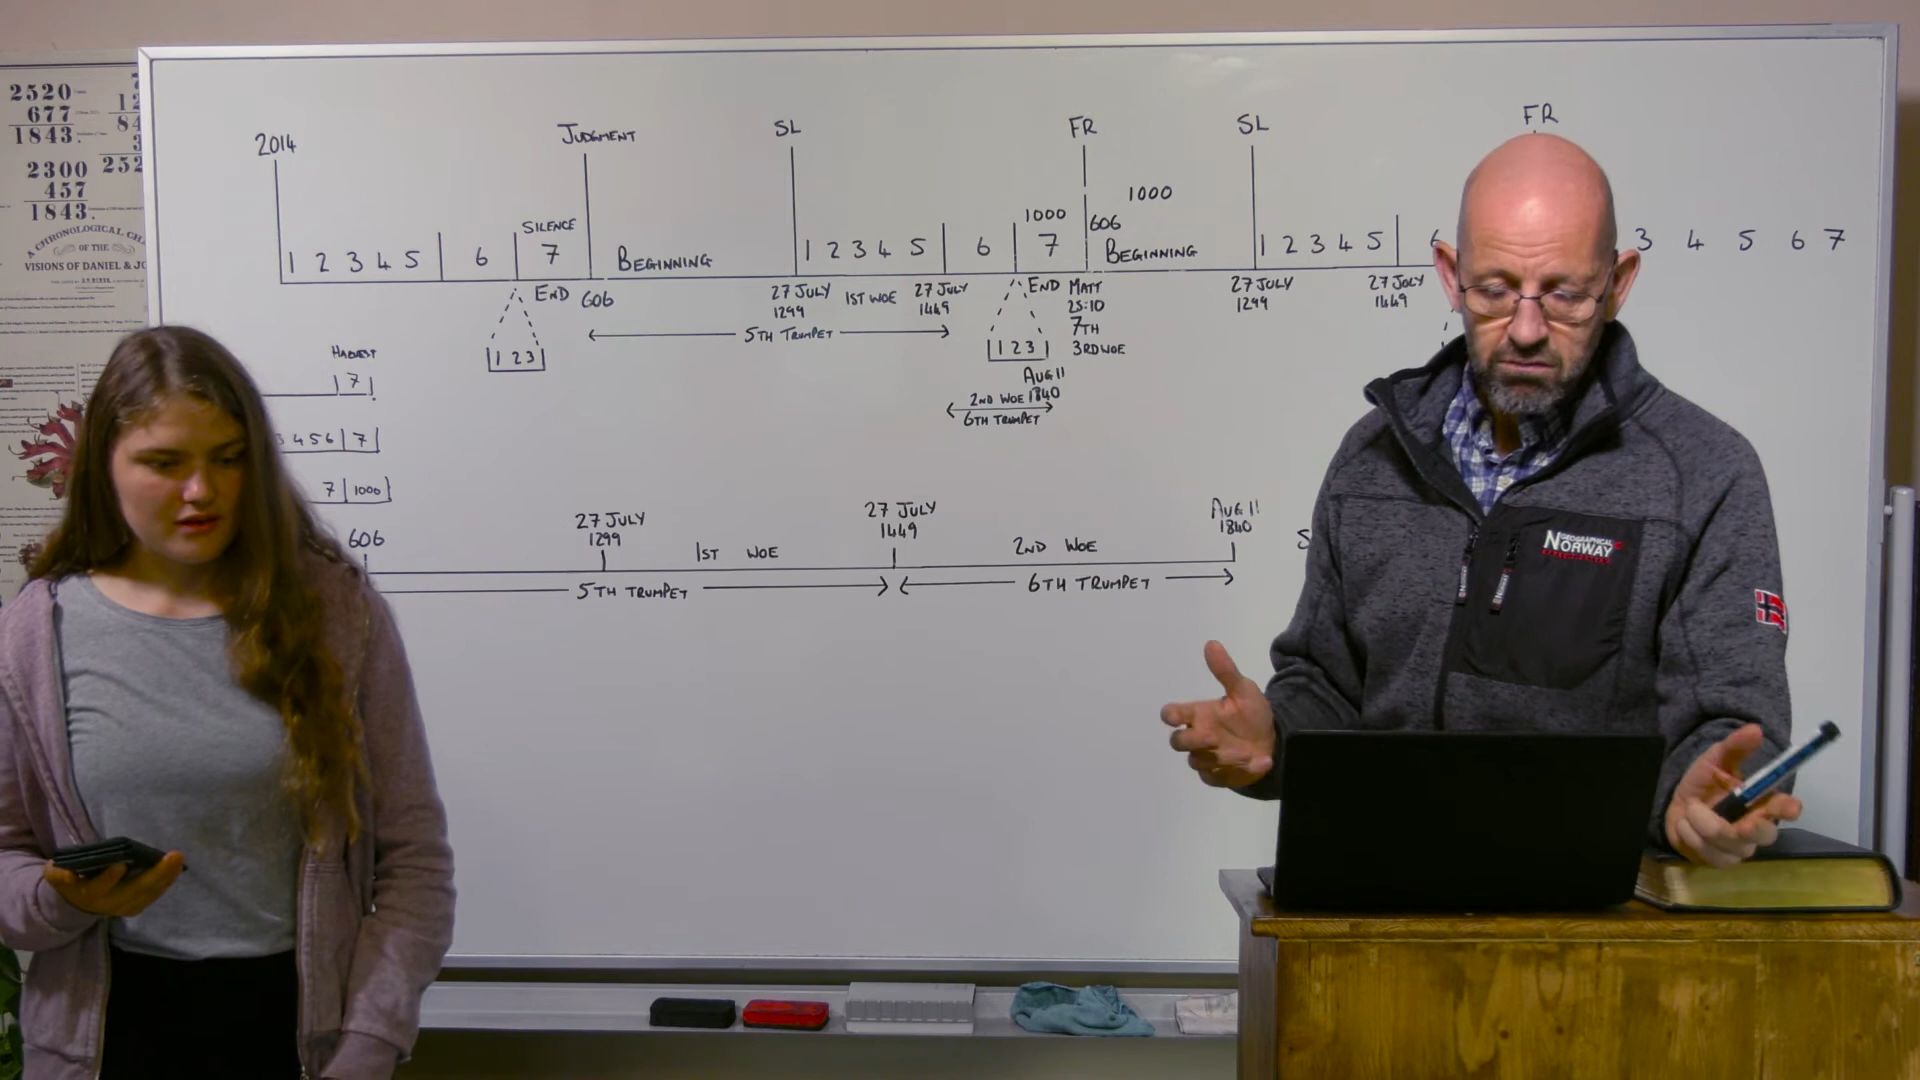 2520
677
1843.
2300
457
1843.
252
A CHRONOLOGICAL
OF THE
VISIONS OF DANIEL & JO
2014
JUDGMENT
SL
FR
SL
FR
SILENCE
1000
1000
606
1 2 3 4 5 6 7 BEGINNING 1 2 3 4 5 6 7 BEGINNING 1 2 3 4 5 6 3 4 5 6 7
END 606
27 JULY
1299
1ST WOE
27 JULY
1449
END MATT
25:10
7TH
3RD WOE
27 JULY
1299
27 JULY
1449
5TH TRUMPET
1 2 3
1 2 3
AUG 11
1840
2ND WOE
6TH TRUMPET
HARVEST
7
3 4 5 6 7
7 1000
606
27 JULY
1299
1ST WOE
27 JULY
1449
2ND WOE
AUG 11
1840
S
5TH TRUMPET
6TH TRUMPET
GEOGRAPHICAL
NORWAY